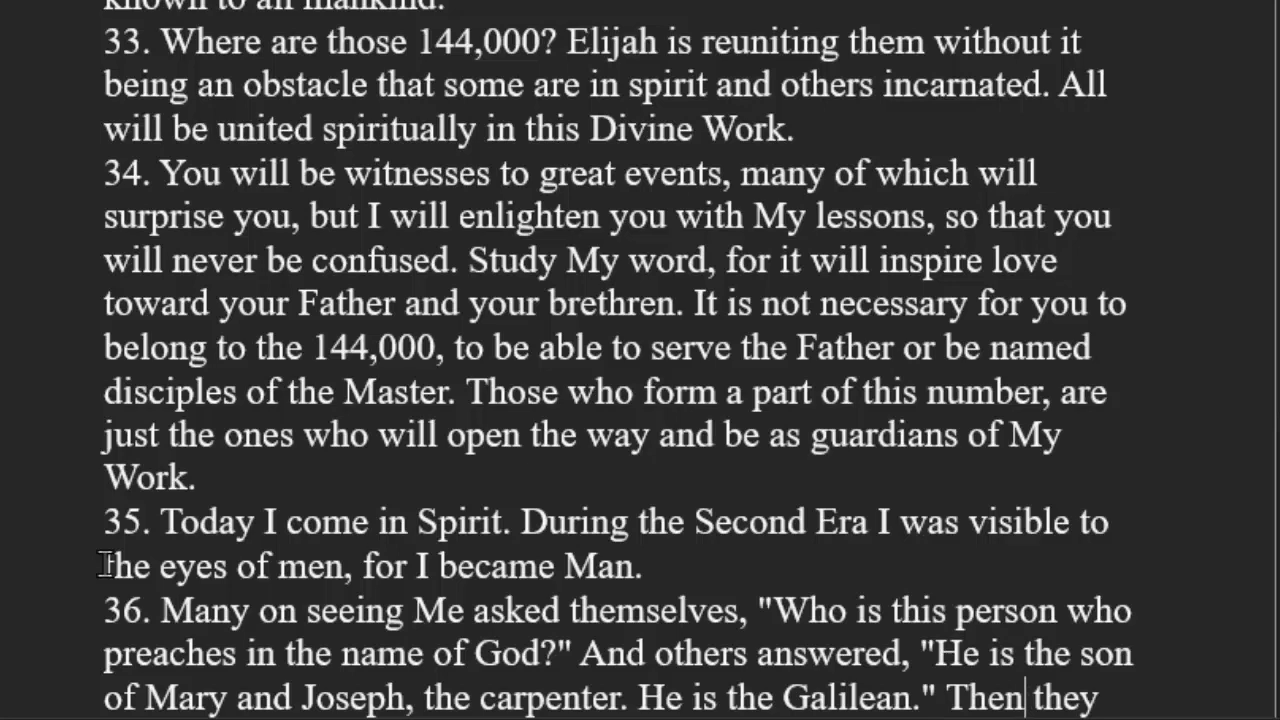 known to all mankind.
33. Where are those 144,000? Elijah is reuniting them without it
being an obstacle that some are in spirit and others incarnated. All
will be united spiritually in this Divine Work.
34. You will be witnesses to great events, many of which will
surprise you, but I will enlighten you with My lessons, so that you
will never be confused. Study My word, for it will inspire love
toward your Father and your brethren. It is not necessary for you to
belong to the 144,000, to be able to serve the Father or be named
disciples of the Master. Those who form a part of this number, are
just the ones who will open the way and be as guardians of My
Work.
35. Today I come in Spirit. During the Second Era I was visible to
the eyes of men, for I became Man.
36. Many on seeing Me asked themselves, "Who is this person who
preaches in the name of God?" And others answered, "He is the son
of Mary and Joseph, the carpenter. He is the Galilean." Then they